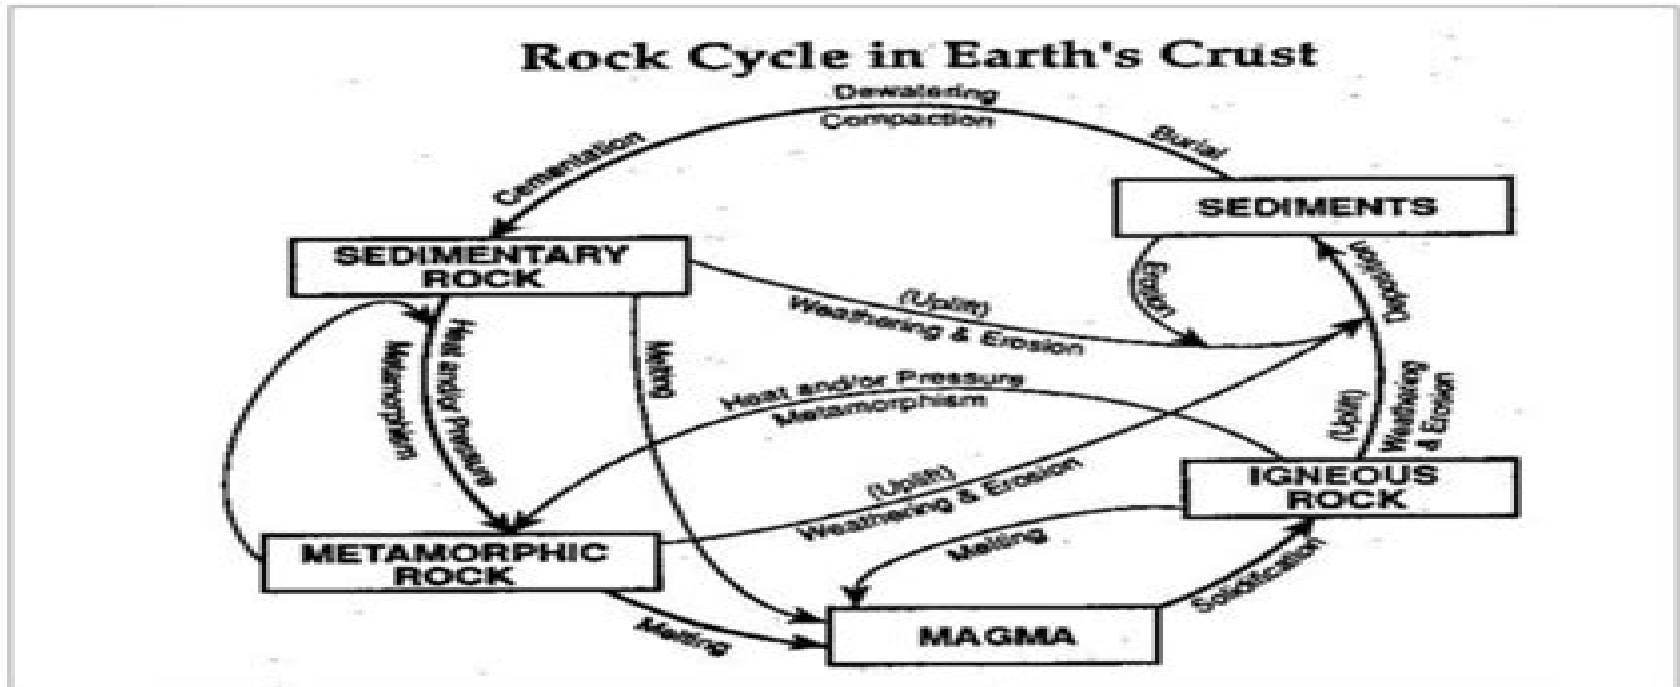 Rock Cycle in Earth's Crust
Dewatering
Compaction
Burial
Cementation
SEDIMENTS
SEDIMENTARY
ROCK
Erosion
Deposition
(Uplift)
Weathering & Erosion
Heat and/or Pressure
Metamorphism
Melting
Heat and/or Pressure
Metamorphism
(Uplift)
Weathering
& Erosion
IGNEOUS
ROCK
(Uplift)
Weathering & Erosion
METAMORPHIC
ROCK
Melting
Solidification
MAGMA
Melting